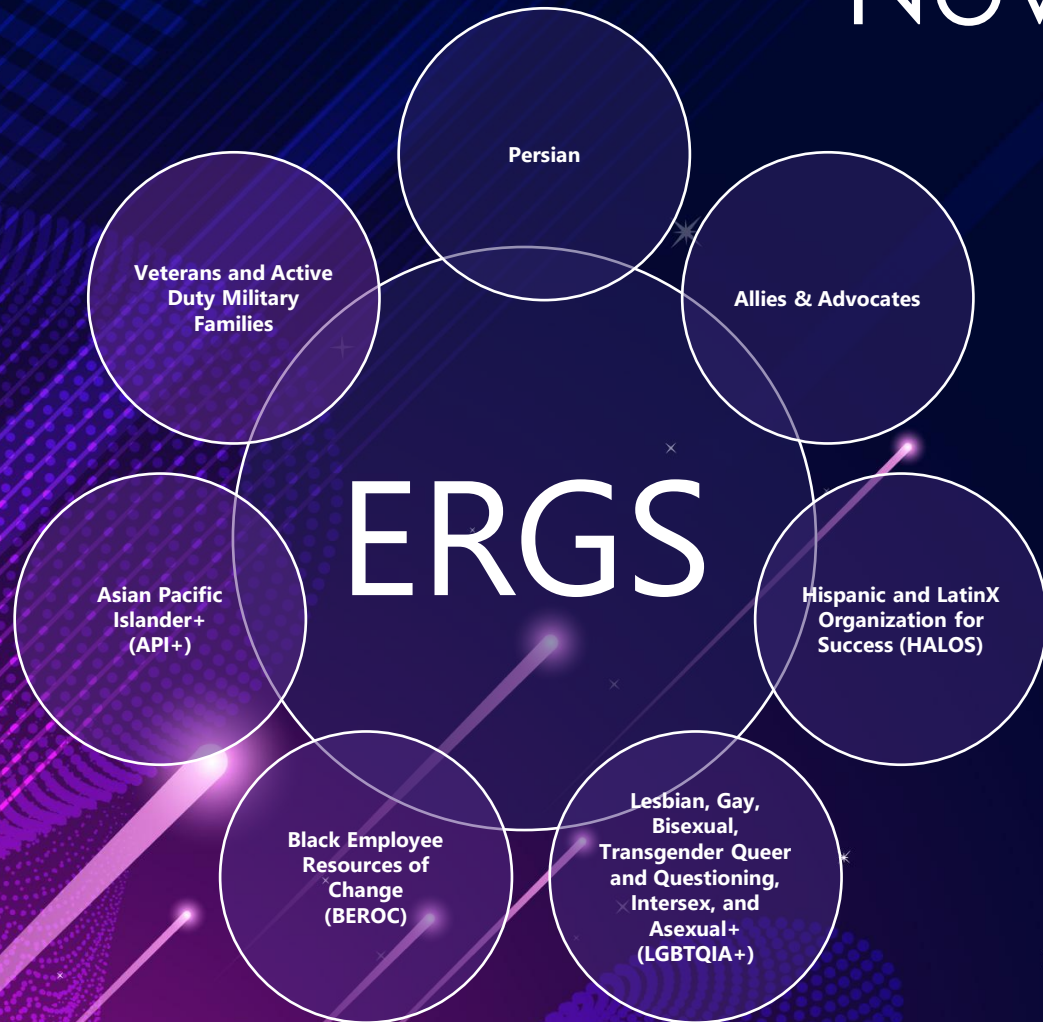 Persian
Veterans and Active
Duty Military
Families
Allies & Advocates
ERGS
Asian Pacific
Islander+
(API+)
Hispanic and LatinX
Organization for
Success (HALOS)
Black Employee
Resources of
Change
(BEROC)
Lesbian, Gay,
Bisexual,
Transgender Queer
and Questioning,
Intersex, and
Asexual+
(LGBTQIA+)